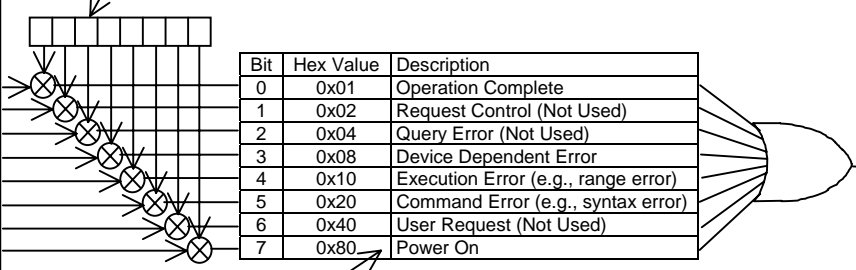 Bit Hex Value Description
0 0x01 Operation Complete
1 0x02 Request Control (Not Used)
2 0x04 Query Error (Not Used)
3 0x08 Device Dependent Error
4 0x10 Execution Error (e.g., range error)
5 0x20 Command Error (e.g., syntax error)
6 0x40 User Request (Not Used)
7 0x80 Power On